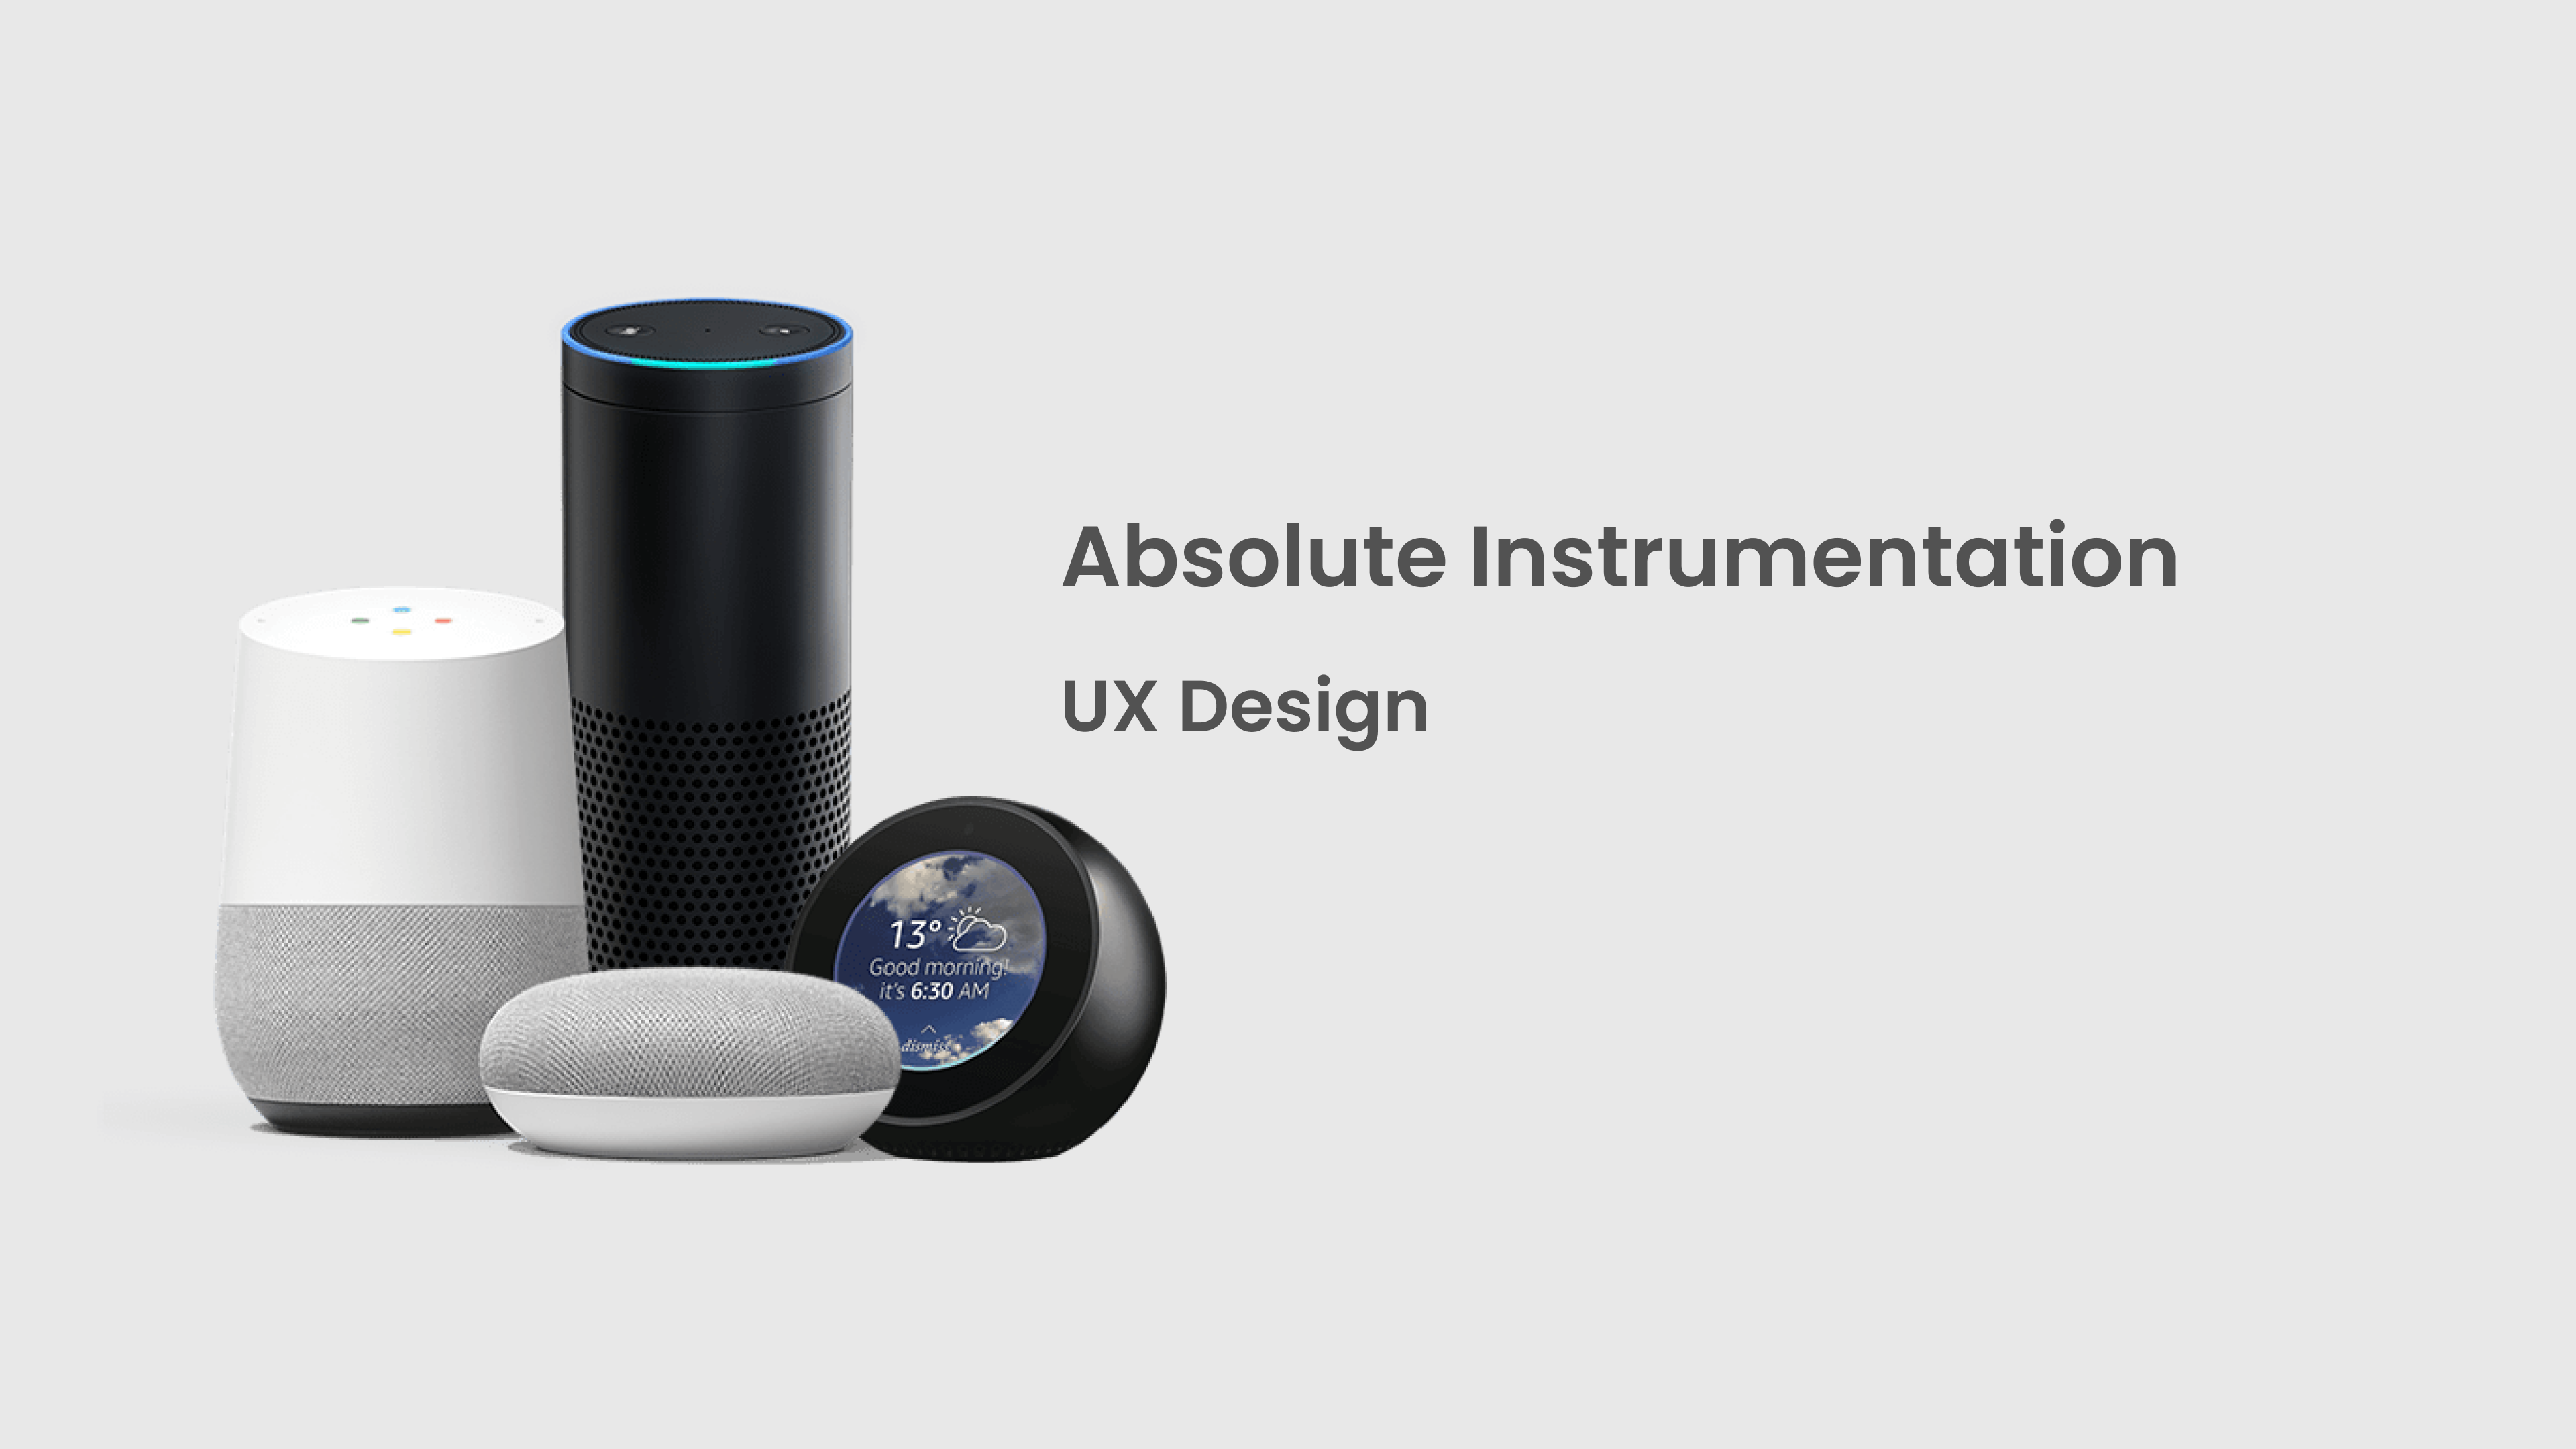 Absolute Instrumentation
UX Design
13°
Good morning!
it's 6:30 AM
dismiss